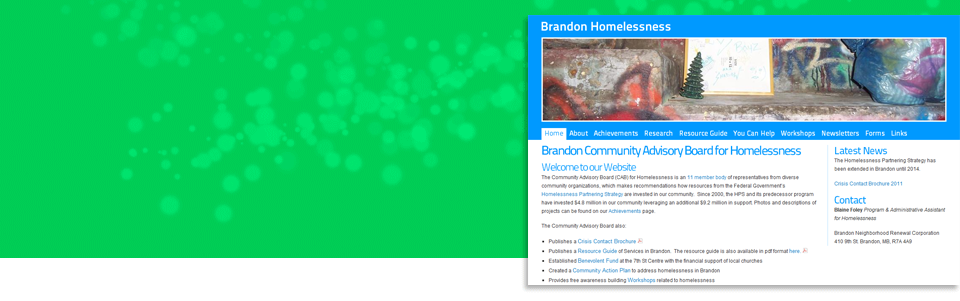 Brandon Homelessness
Home About Achievements Research Resource Guide You Can Help Workshops Newsletters Forms Links
Brandon Community Advisory Board for Homelessness
Welcome to our Website
The Community Advisory Board (CAB) for Homelessness is an 11 member body of representatives from diverse
community organizations, which makes recommendations how resources from the Federal Government's
Homelessness Partnering Strategy are invested in our community. Since 2000, the HPS and its predecessor program
have invested $4.8 million in our community leveraging an additional $9.2 million in support. Photos and descriptions of
projects can be found on our Achievements page.
The Community Advisory Board also:
• Publishes a Crisis Contact Brochure
• Publishes a Resource Guide of Services in Brandon. The resource guide is also available in pdf format here.
• Established Benevolent Fund at the 7th St Centre with the financial support of local churches
• Created a Community Action Plan to address homelessness in Brandon
• Provides free awareness building Workshops related to homelessness
Latest News
The Homelessness Partnering Strategy has
been extended in Brandon until 2014.
Crisis Contact Brochure 2011
Contact
Blaine Foley Program & Administrative Assistant
for Homelessness
Brandon Neighborhood Renewal Corporation
410 9th St. Brandon, MB, R7A 4A9